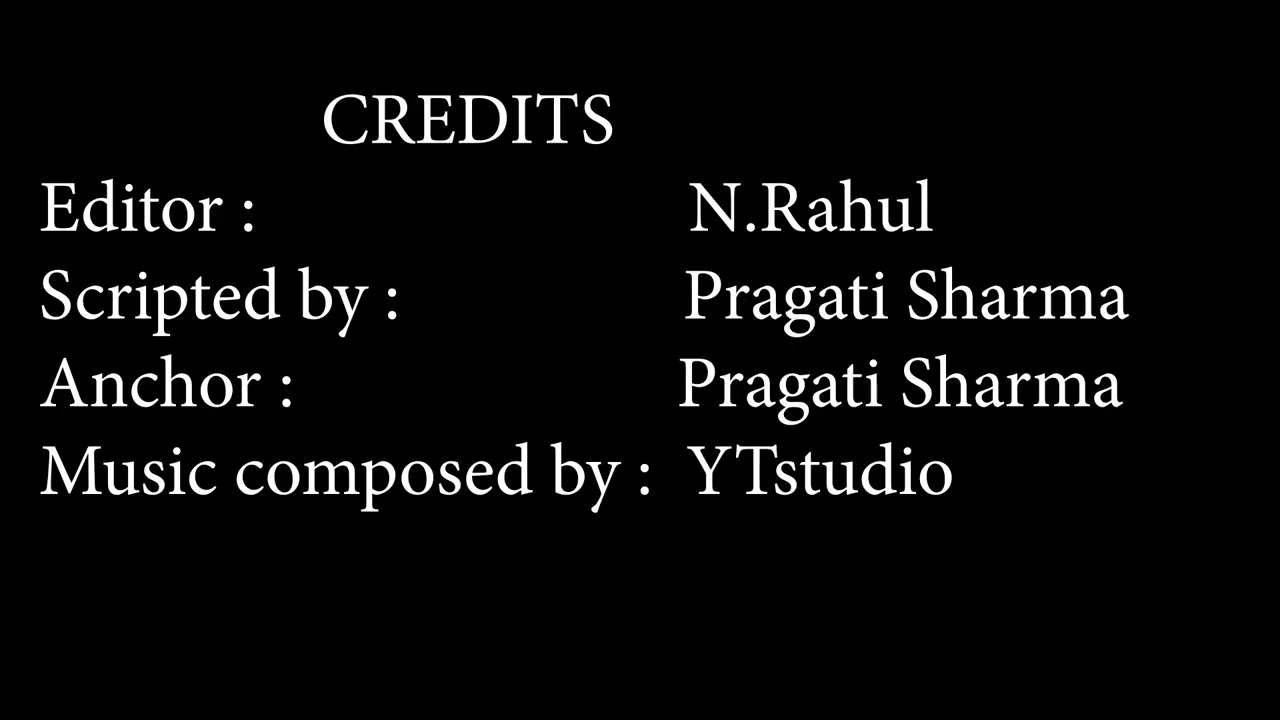 CREDITS
Editor : N.Rahul
Scripted by : Pragati Sharma
Anchor : Pragati Sharma
Music composed by : YTstudio